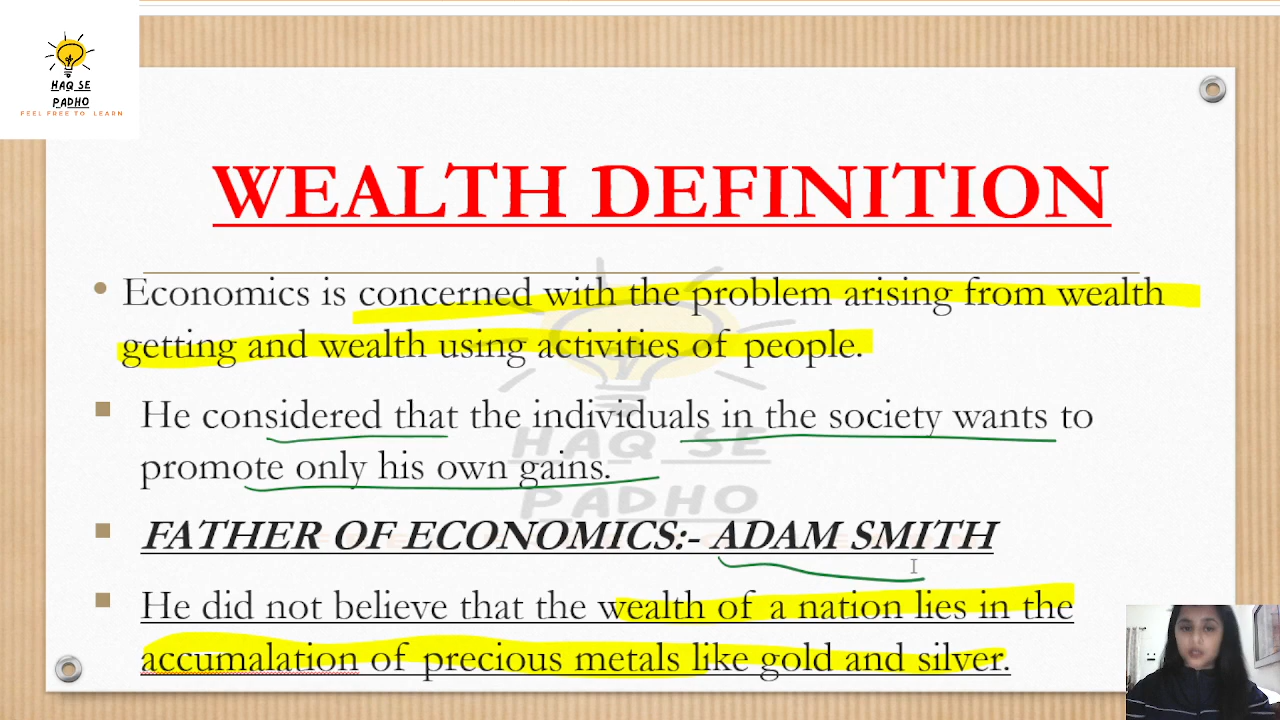 HAQ SE
PADHO
FEEL FREE TO LEARN
WEALTH DEFINITION
• Economics is concerned with the problem arising from wealth
getting and wealth using activities of people.
He considered that the individuals in the society wants to
promote only his own gains.
HAQ SE
PADHO
FATHER OF ECONOMICS:- ADAM SMITH
He did not believe that the wealth of a nation lies in the
accumalation of precious metals like gold and silver.